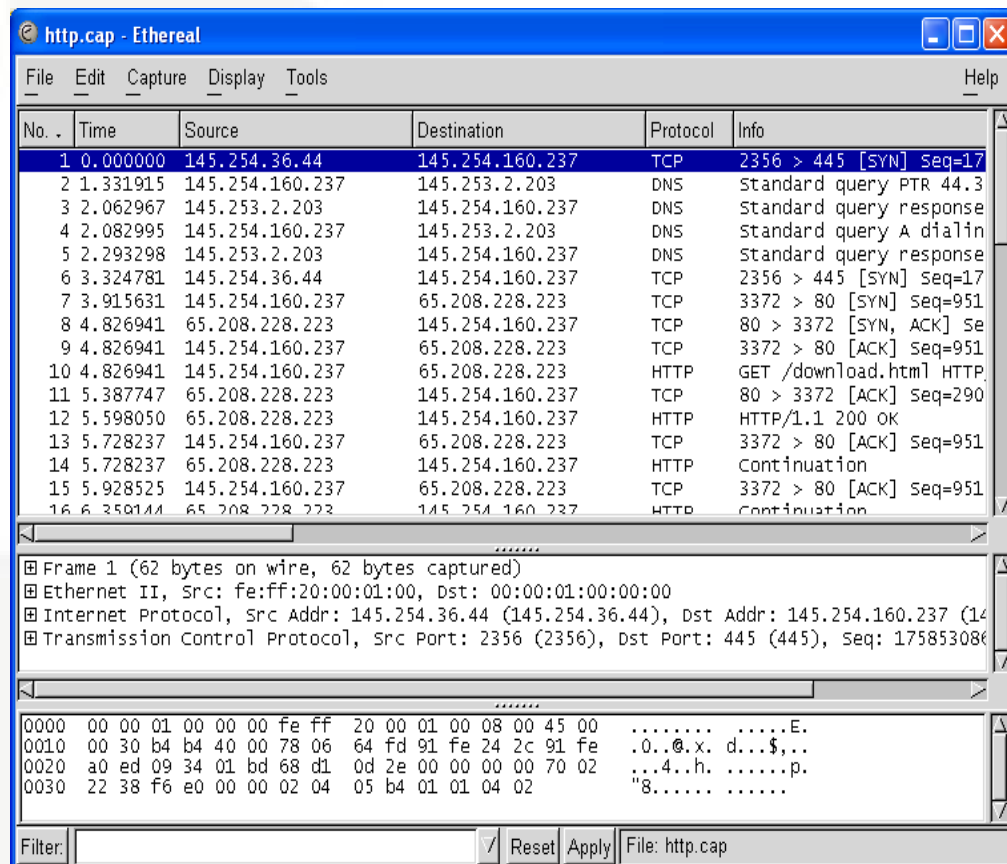 http.cap - Ethereal
File Edit Capture Display Tools Help
No. . Time Source Destination Protocol Info
1 0.000000 145.254.36.44 145.254.160.237 TCP 2356 > 445 [SYN] Seq=17
2 1.331915 145.254.160.237 145.253.2.203 DNS Standard query PTR 44.3
3 2.062967 145.253.2.203 145.254.160.237 DNS Standard query response
4 2.082995 145.254.160.237 145.253.2.203 DNS Standard query A dialin
5 2.293298 145.253.2.203 145.254.160.237 DNS Standard query response
6 3.324781 145.254.36.44 145.254.160.237 TCP 2356 > 445 [SYN] Seq=17
7 3.915631 145.254.160.237 65.208.228.223 TCP 3372 > 80 [SYN] Seq=951
8 4.826941 65.208.228.223 145.254.160.237 TCP 80 > 3372 [SYN, ACK] Se
9 4.826941 145.254.160.237 65.208.228.223 TCP 3372 > 80 [ACK] Seq=951
10 4.826941 145.254.160.237 65.208.228.223 HTTP GET /download.html HTTP/
11 5.387747 65.208.228.223 145.254.160.237 TCP 80 > 3372 [ACK] Seq=290
12 5.598050 65.208.228.223 145.254.160.237 HTTP HTTP/1.1 200 OK
13 5.728237 145.254.160.237 65.208.228.223 TCP 3372 > 80 [ACK] Seq=951
14 5.728237 65.208.228.223 145.254.160.237 HTTP Continuation
15 5.928525 145.254.160.237 65.208.228.223 TCP 3372 > 80 [ACK] Seq=951
16 6.359144 65.208.228.223 145.254.160.237 HTTP Continuation
Frame 1 (62 bytes on wire, 62 bytes captured)
Ethernet II, Src: fe:ff:20:00:01:00, Dst: 00:00:01:00:00:00
Internet Protocol, Src Addr: 145.254.36.44 (145.254.36.44), Dst Addr: 145.254.160.237 (14
Transmission Control Protocol, Src Port: 2356 (2356), Dst Port: 445 (445), Seq: 175853086
0000 00 00 01 00 00 00 fe ff 20 00 01 00 08 00 45 00 ........ ......E.
0010 00 30 b4 b4 40 00 78 06 64 fd 91 fe 24 2c 91 fe .0..@.x. d...$,..
0020 a0 ed 09 34 01 bd 68 d1 0d 2e 00 00 00 00 70 02 ...4..h. ......p.
0030 22 38 f6 e0 00 00 02 04 05 b4 01 01 04 02 "8...... ......
Filter: Reset Apply File: http.cap